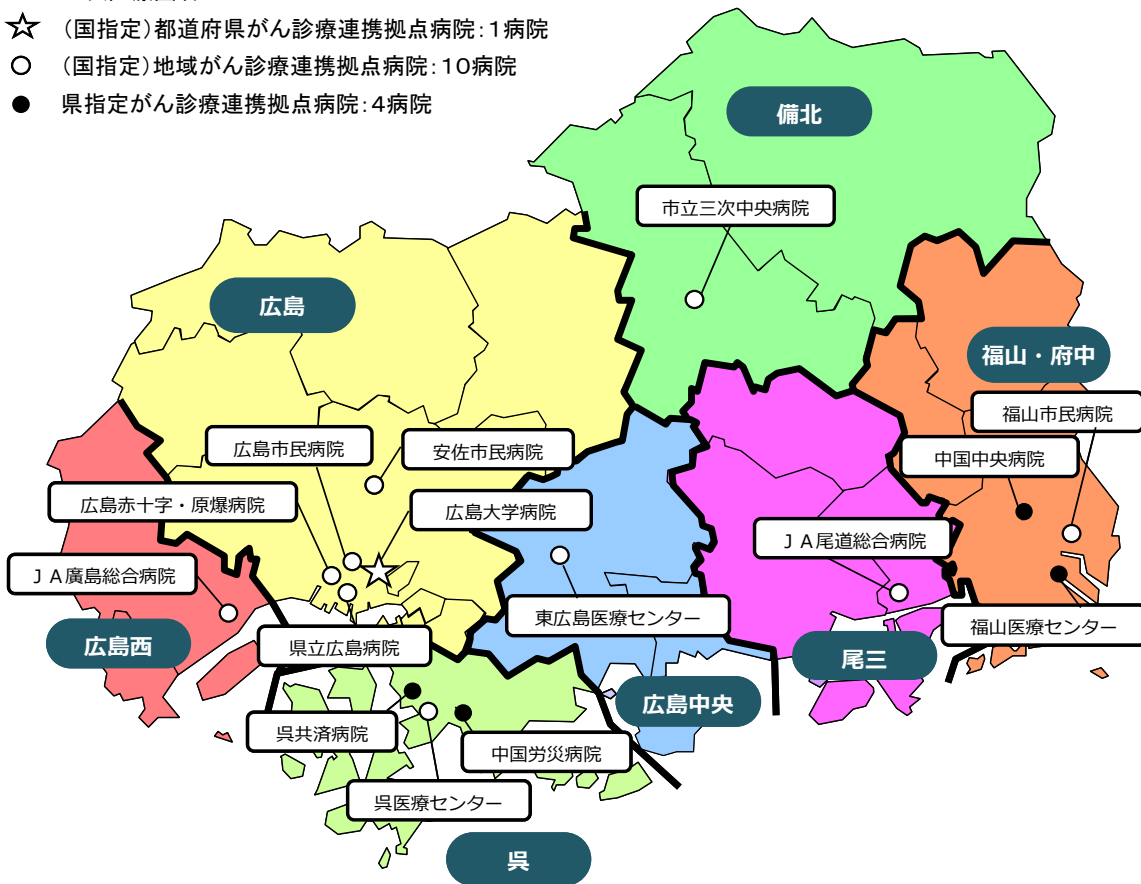 ☆ (国指定)都道府県がん診療連携拠点病院:1病院
○ (国指定)地域がん診療連携拠点病院:10病院
● 県指定がん診療連携拠点病院:4病院
備北
市立三次中央病院
広島
福山・府中
福山市民病院
広島市民病院
安佐市民病院
中国中央病院
広島赤十字・原爆病院
広島大学病院
JA尾道総合病院
JA廣島総合病院
東広島医療センター
福山医療センター
広島西
県立広島病院
尾三
広島中央
呉共済病院
中国労災病院
呉医療センター
呉